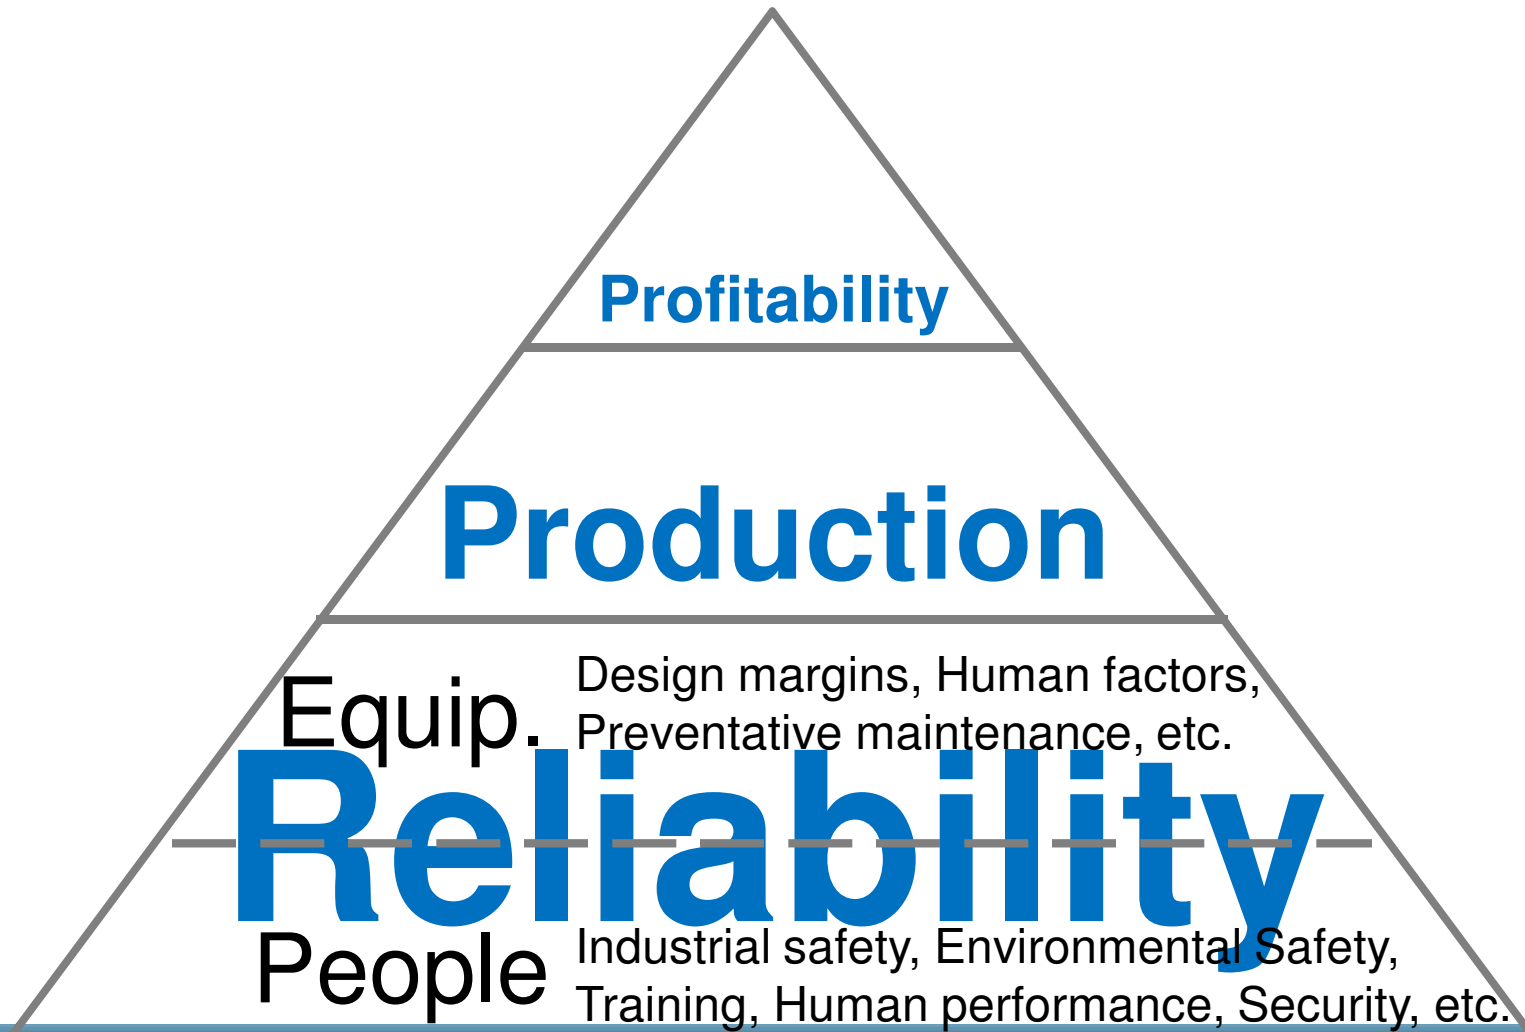 Profitability
Production
Equip.
Design margins, Human factors,
Preventative maintenance, etc.
Reliability
People
Industrial safety, Environmental Safety,
Training, Human performance, Security, etc.